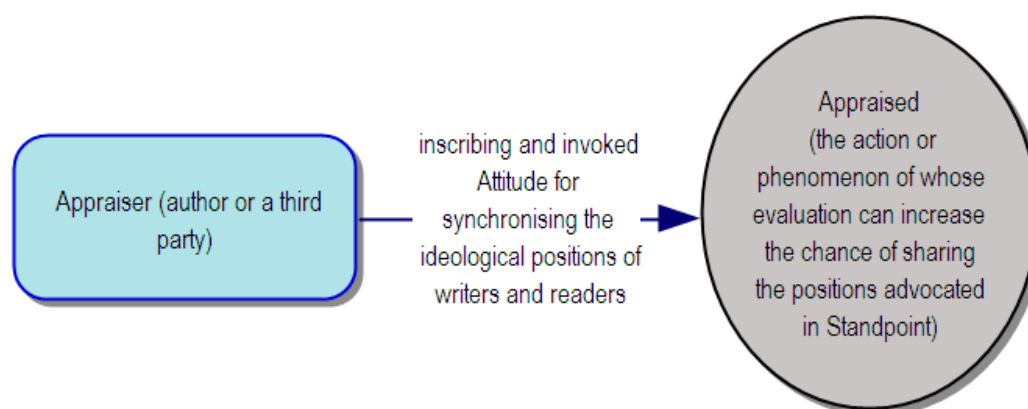 Appraiser (author or a third
party)
inscribing and invoked
Attitude for
synchronising the
ideological positions of
writers and readers
Appraised
(the action or
phenomenon of whose
evaluation can increase
the chance of sharing
the positions advocated
in Standpoint)